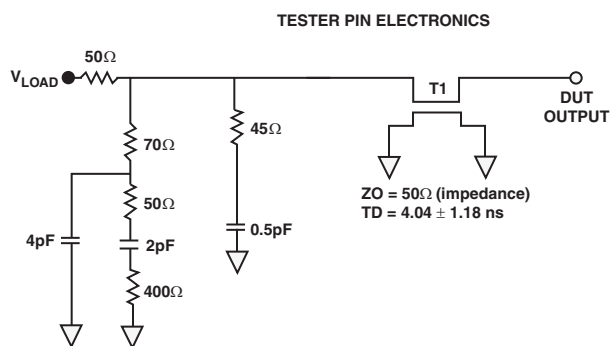 TESTER PIN ELECTRONICS
50Ω
VLOAD
T1
DUT
OUTPUT
45Ω
70Ω
50Ω
4pF
2pF
0.5pF
400Ω
ZO = 50Ω (impedance)
TD = 4.04 ± 1.18 ns